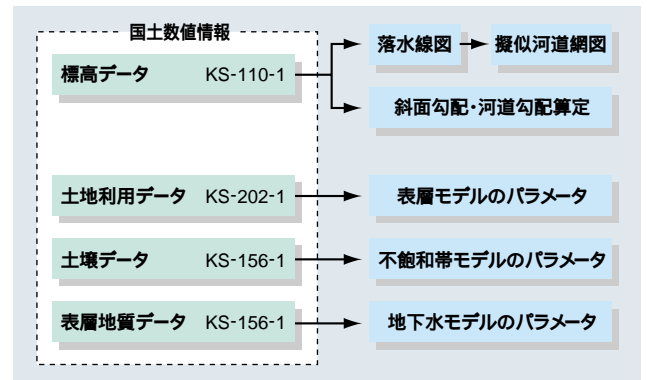 国土数値情報
標高データ KS-110-1
落水線図
擬似河道網図
斜面勾配・河道勾配算定
土地利用データ KS-202-1
表層モデルのパラメータ
土壌データ KS-156-1
不飽和帯モデルのパラメータ
表層地質データ KS-156-1
地下水モデルのパラメータ